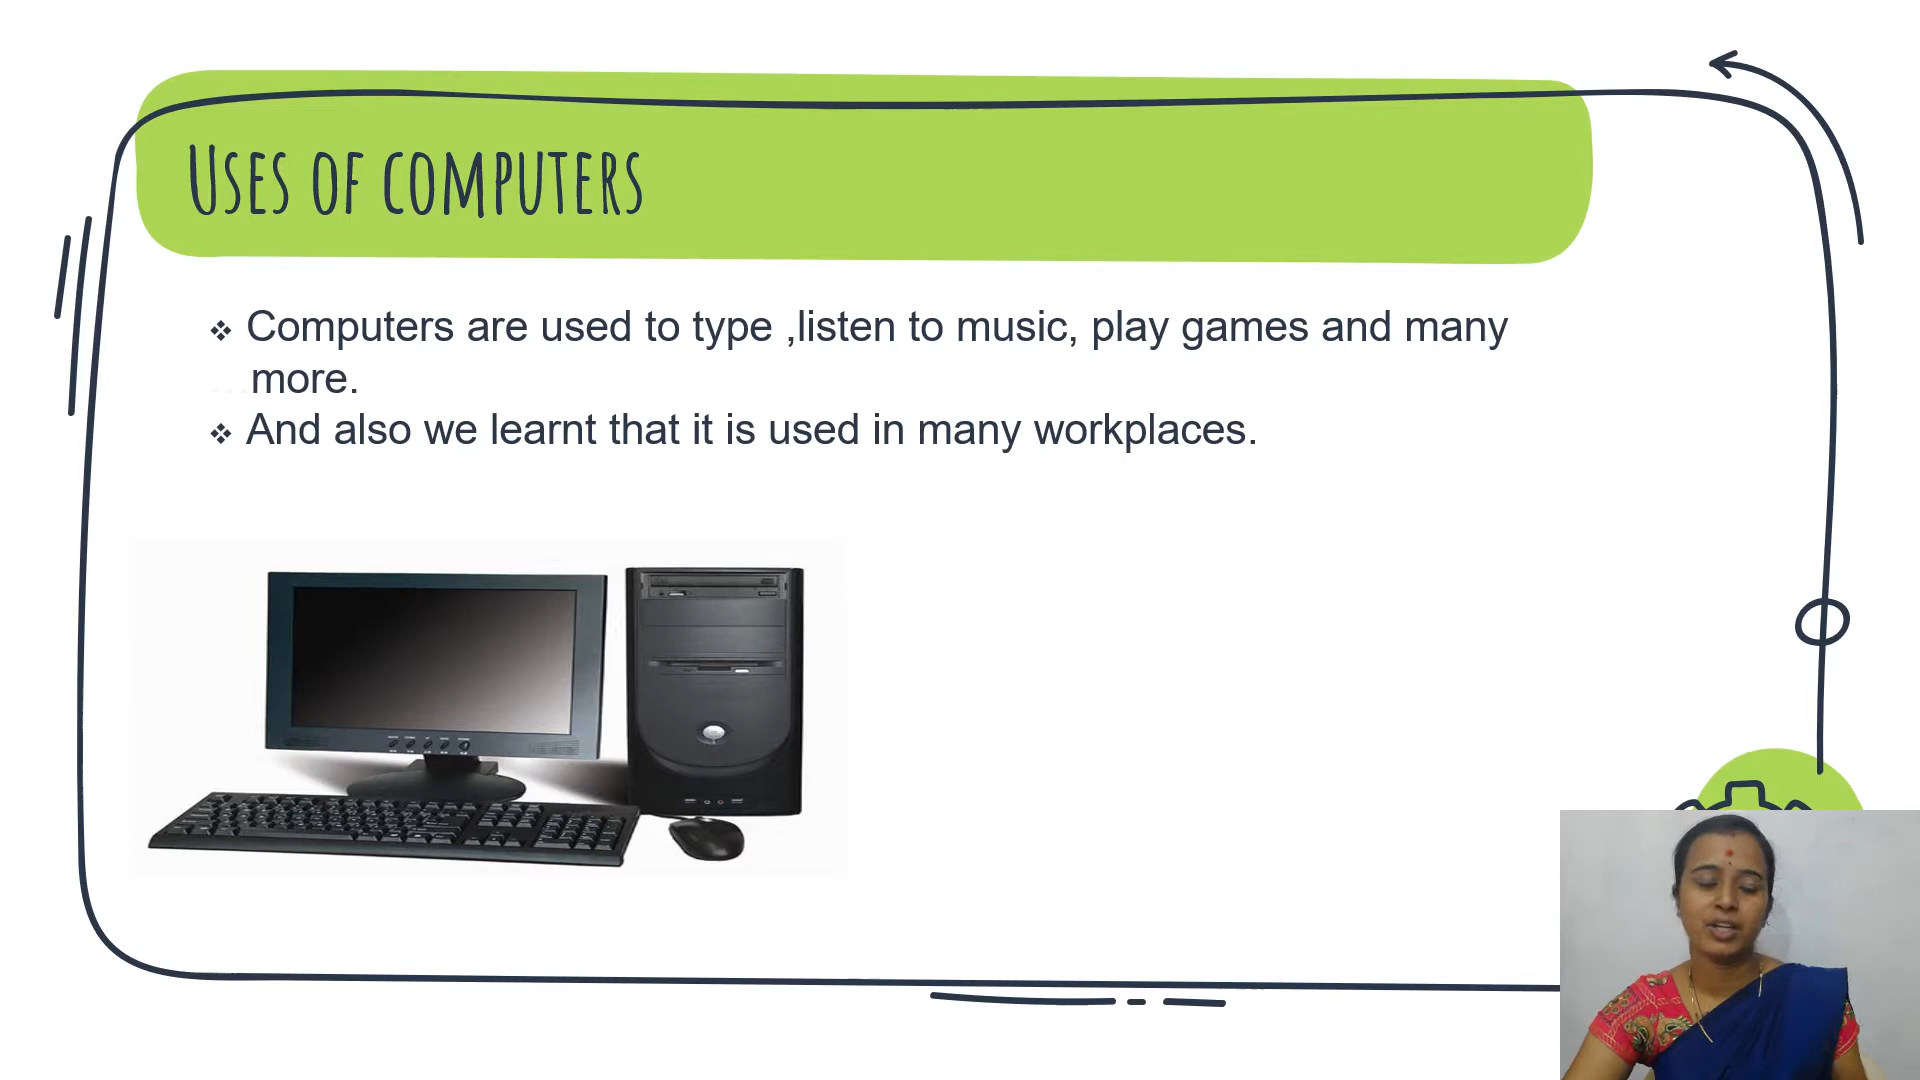 Uses of computers
❖ Computers are used to type ,listen to music, play games and many
more.
❖ And also we learnt that it is used in many workplaces.